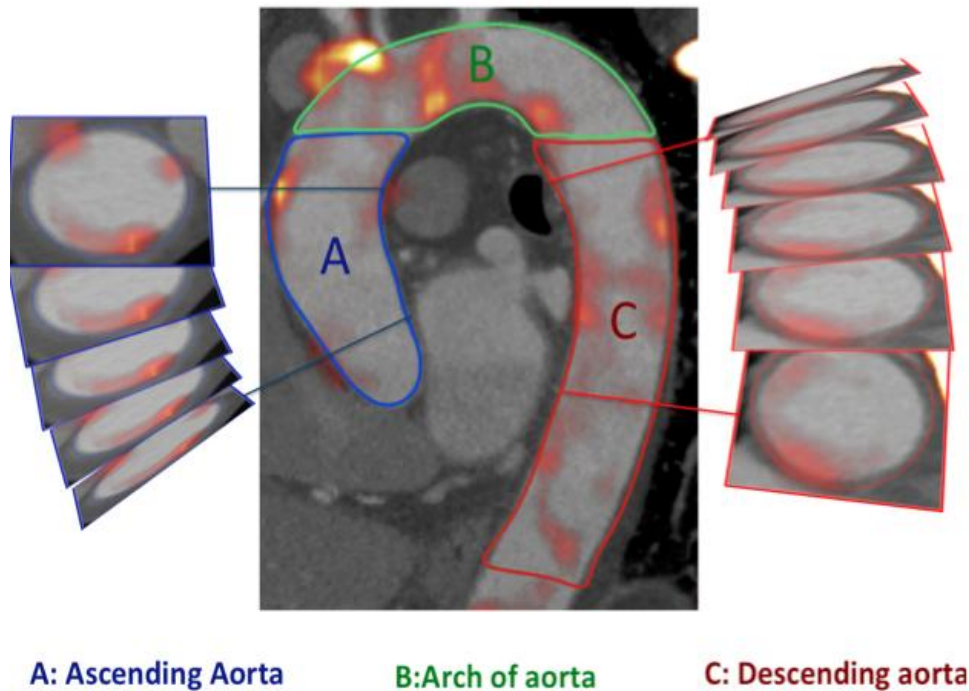 B
A
C
A: Ascending Aorta
B:Arch of aorta
C: Descending aorta